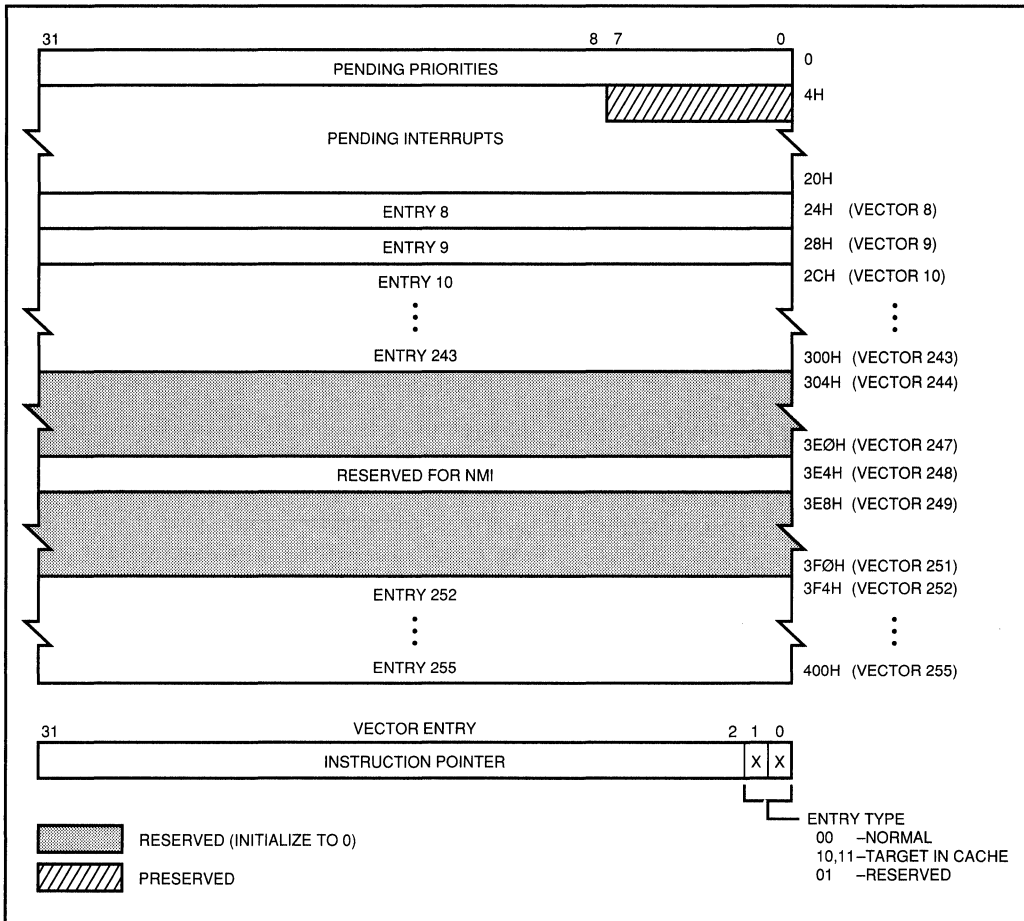 31 8 7 0
PENDING PRIORITIES 0
4H
PENDING INTERRUPTS
20H
ENTRY 8 24H (VECTOR 8)
ENTRY 9 28H (VECTOR 9)
ENTRY 10 2CH (VECTOR 10)
ENTRY 243 300H (VECTOR 243)
304H (VECTOR 244)
3EØH (VECTOR 247)
RESERVED FOR NMI 3E4H (VECTOR 248)
3E8H (VECTOR 249)
3FØH (VECTOR 251)
ENTRY 252 3F4H (VECTOR 252)
ENTRY 255 400H (VECTOR 255)
31 VECTOR ENTRY 2 1 0
INSTRUCTION POINTER X X
ENTRY TYPE
00 –NORMAL
10,11–TARGET IN CACHE
01 –RESERVED
RESERVED (INITIALIZE TO 0)
PRESERVED